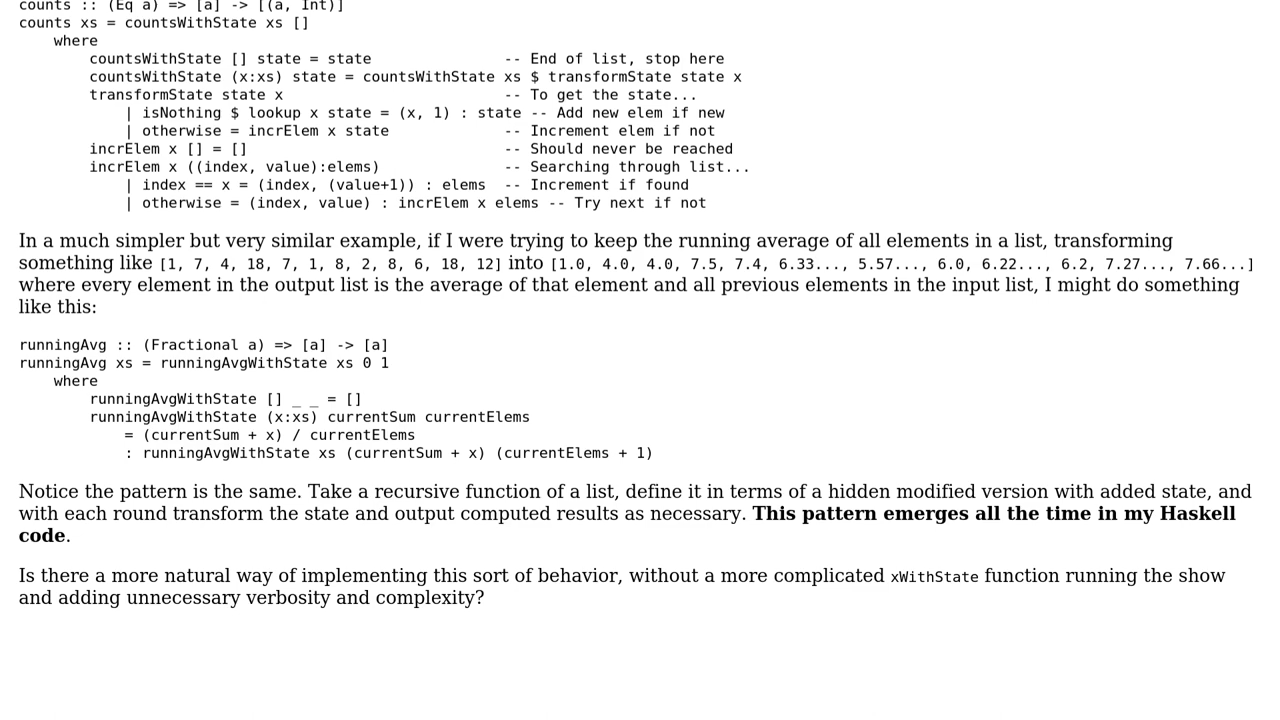 counts :: (Eq a) => [a] -> [(a, Int)]
counts xs = countsWithState xs []
    where
        countsWithState [] state = state               -- End of list, stop here
        countsWithState (x:xs) state = countsWithState xs $ transformState state x
        transformState state x                         -- To get the state...
            | isNothing $ lookup x state = (x, 1) : state -- Add new elem if new
            | otherwise = incrElem x state             -- Increment elem if not
        incrElem x [] = []                             -- Should never be reached
        incrElem x ((index, value):elems)              -- Searching through list...
            | index == x = (index, (value+1)) : elems  -- Increment if found
            | otherwise = (index, value) : incrElem x elems -- Try next if not
In a much simpler but very similar example, if I were trying to keep the running average of all elements in a list, transforming
something like [1, 7, 4, 18, 7, 1, 8, 2, 8, 6, 18, 12] into [1.0, 4.0, 4.0, 7.5, 7.4, 6.33..., 5.57..., 6.0, 6.22..., 6.2, 7.27..., 7.66...]
where every element in the output list is the average of that element and all previous elements in the input list, I might do something
like this:
runningAvg :: (Fractional a) => [a] -> [a]
runningAvg xs = runningAvgWithState xs 0 1
    where
        runningAvgWithState [] _ _ = []
        runningAvgWithState (x:xs) currentSum currentElems
            = (currentSum + x) / currentElems
            : runningAvgWithState xs (currentSum + x) (currentElems + 1)
Notice the pattern is the same. Take a recursive function of a list, define it in terms of a hidden modified version with added state, and
with each round transform the state and output computed results as necessary. This pattern emerges all the time in my Haskell
code.
Is there a more natural way of implementing this sort of behavior, without a more complicated xWithState function running the show
and adding unnecessary verbosity and complexity?